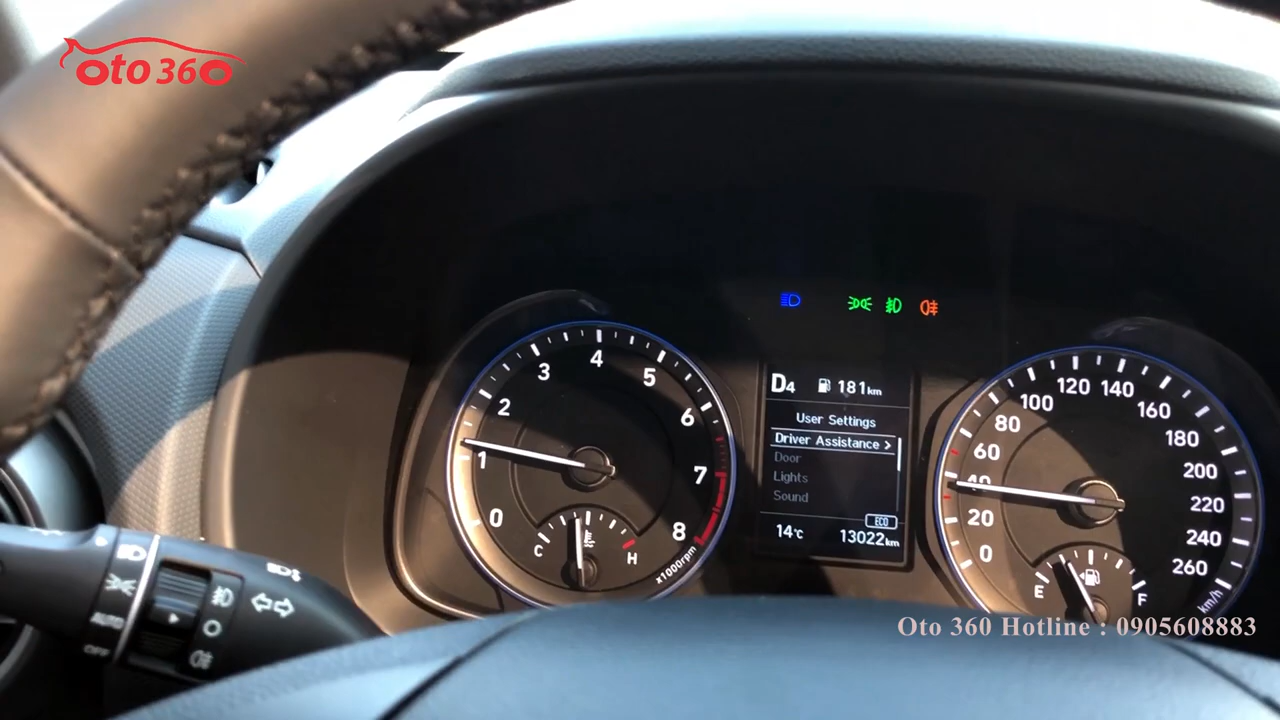 oto 360
0
1
2
3
4
5
6
7
8
x1000rpm
C
H
D4 181km
User Settings
Driver Assistance >
Door
Lights
Sound
ECO
14°C 13022km
0
20
40
60
80
100
120
140
160
180
200
220
240
260
km/h
E
F
AUTO
OFF
Oto 360 Hotline : 0905608883